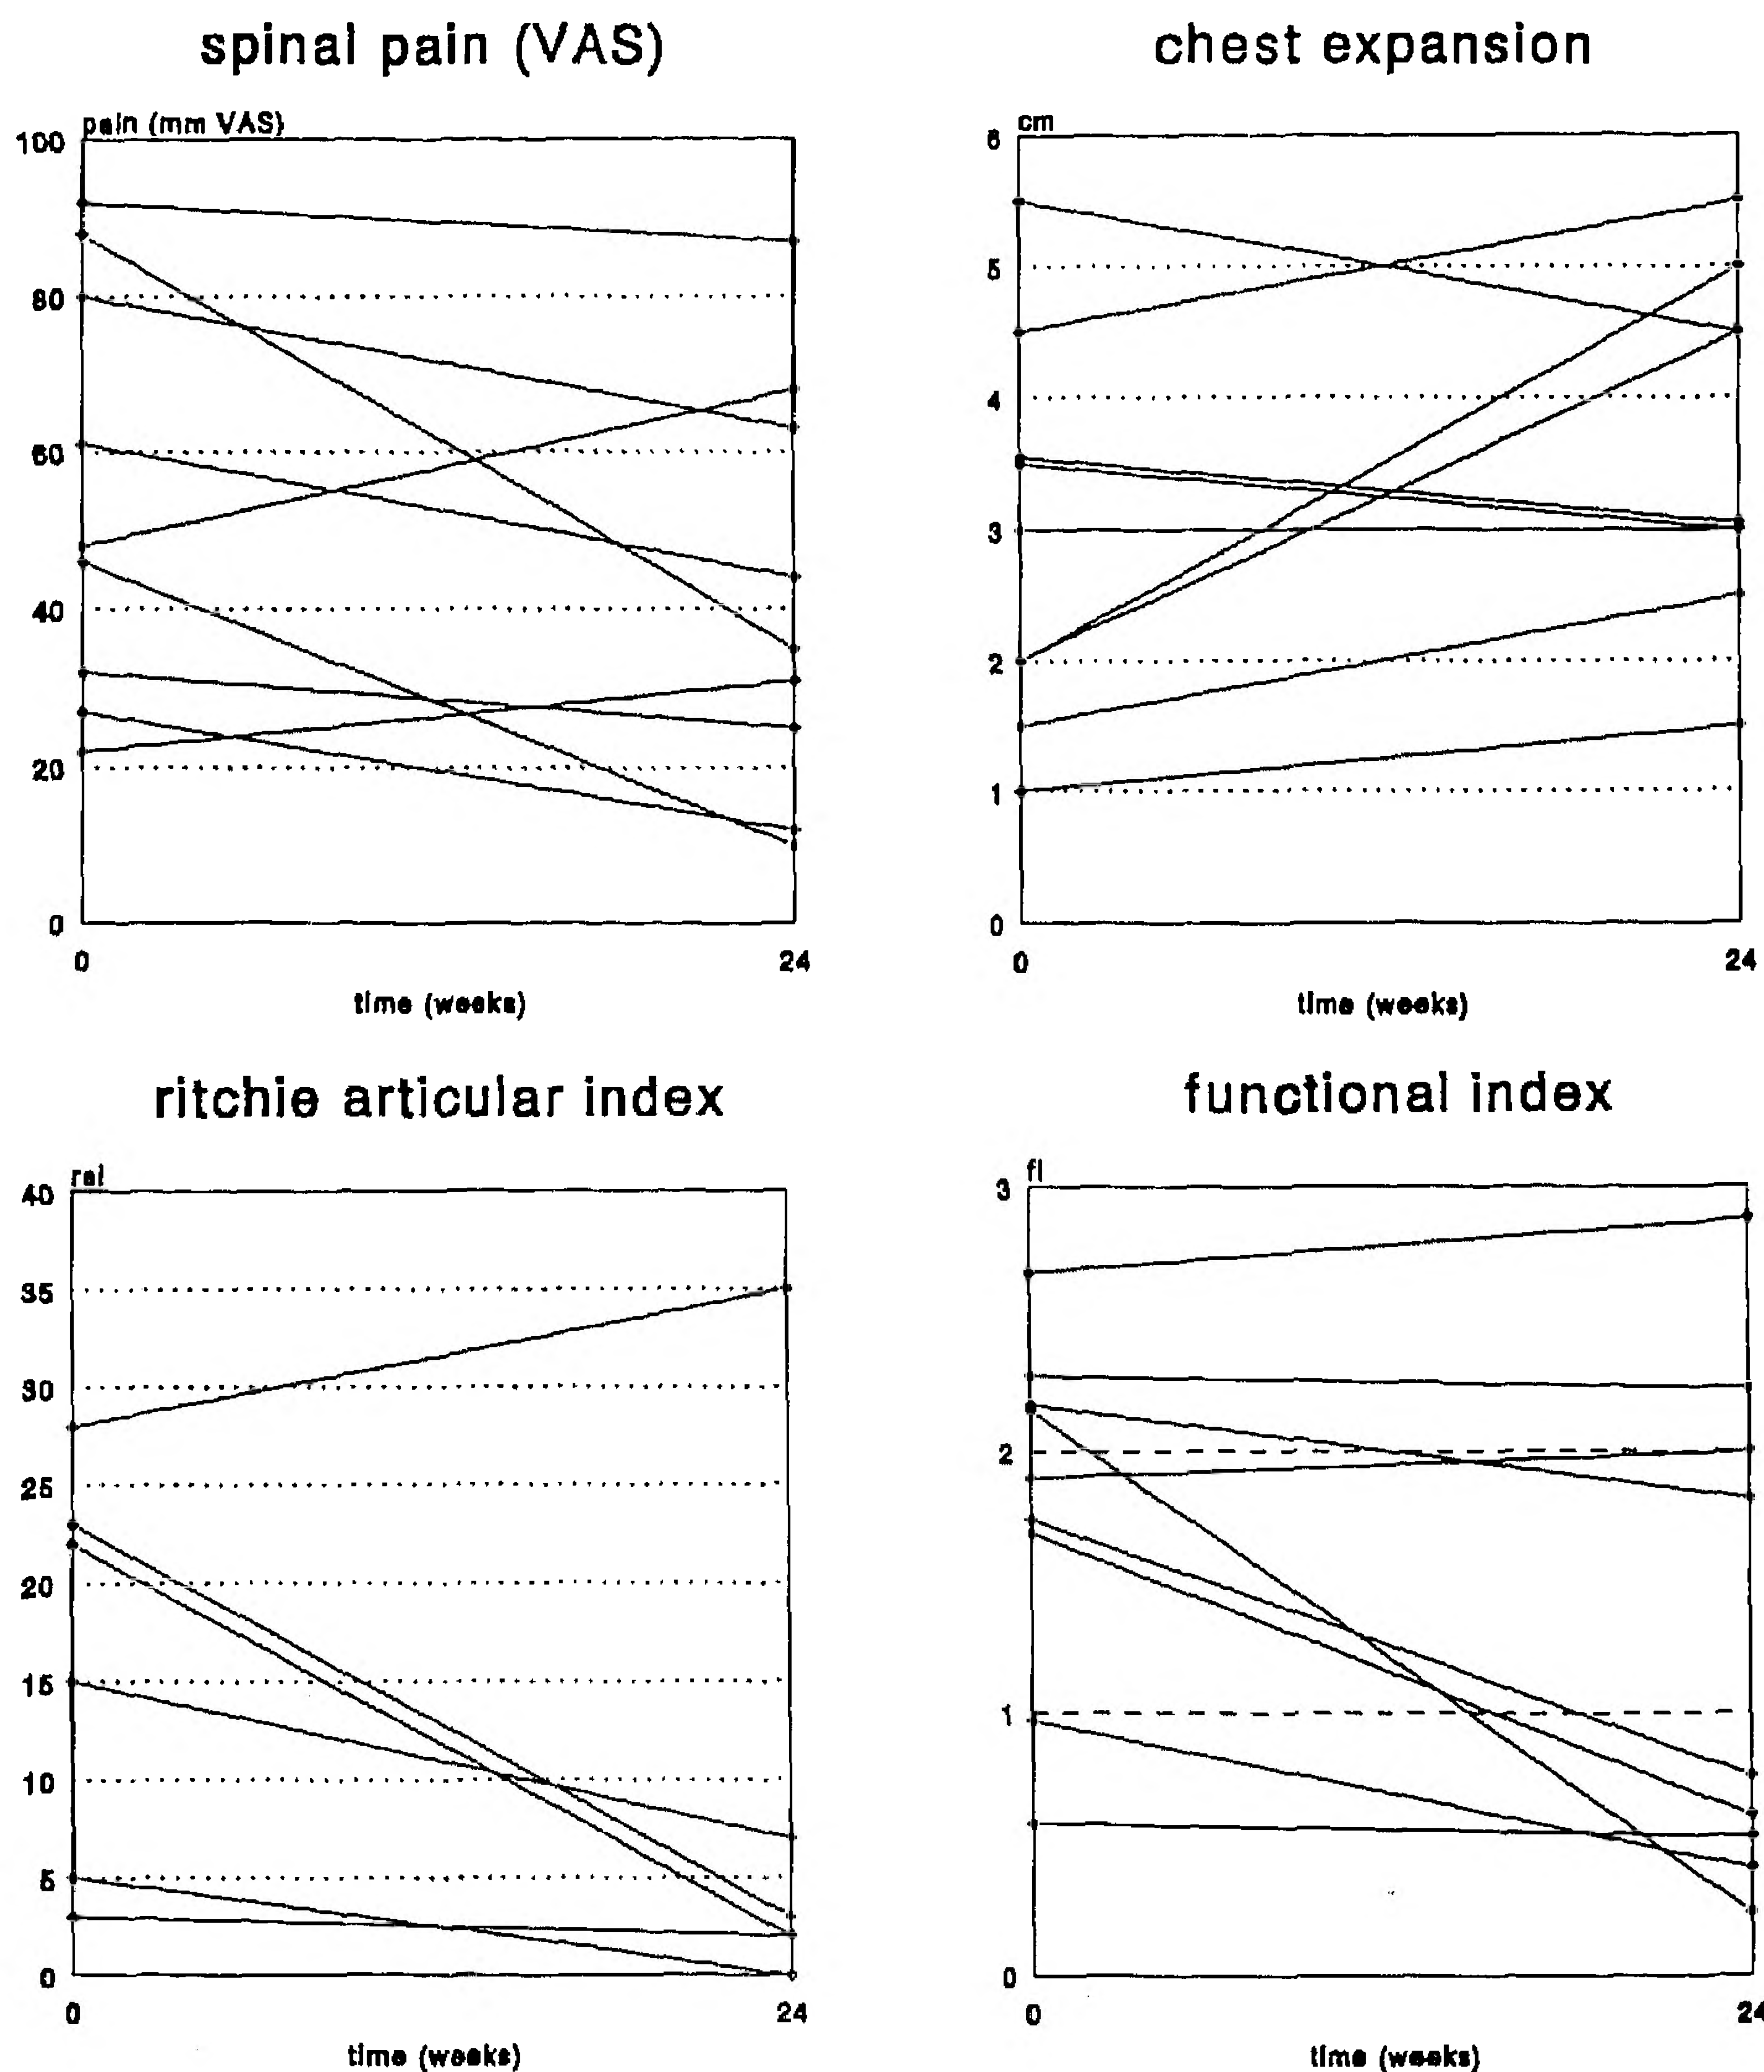 spinal pain (VAS)
pain (mm VAS)
100
80
60
40
20
0
0
24
time (weeks)
chest expansion
cm
6
5
4
3
2
1
0
0
24
time (weeks)
ritchie articular index
rai
40
35
30
25
20
15
10
5
0
0
24
time (weeks)
functional index
fi
3
2
1
0
0
24
time (weeks)